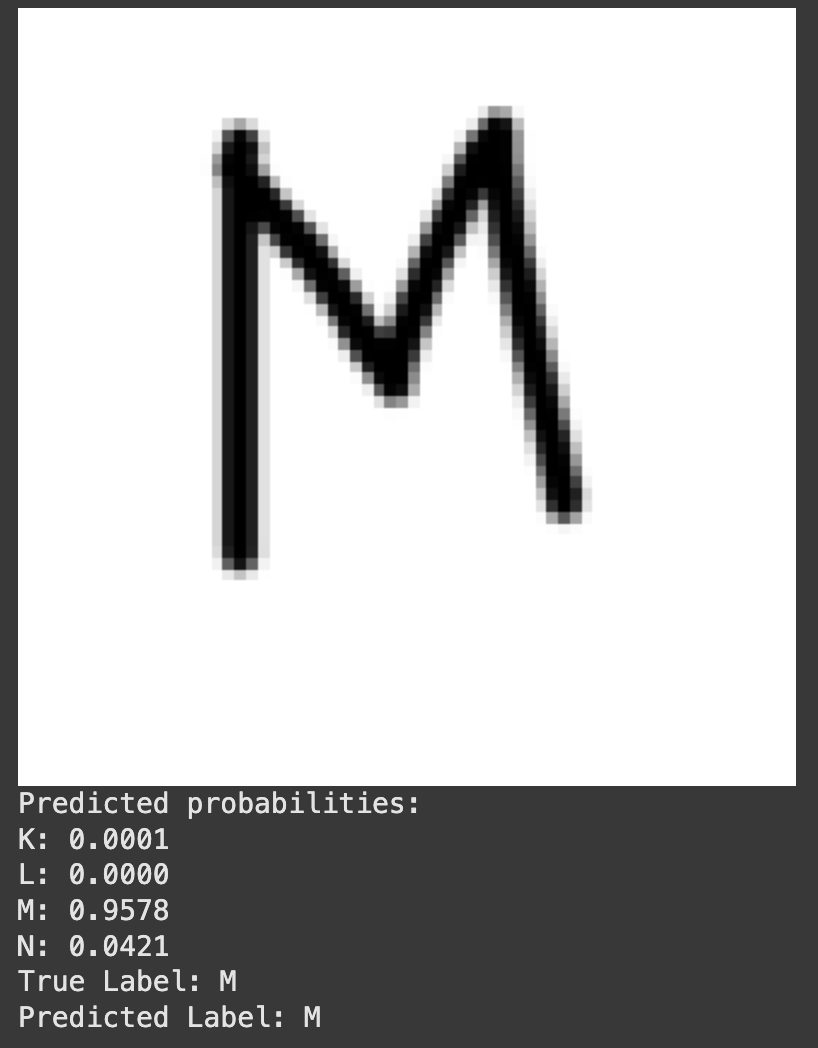 M
Predicted probabilities:
K: 0.0001
L: 0.0000
M: 0.9578
N: 0.0421
True Label: M
Predicted Label: M